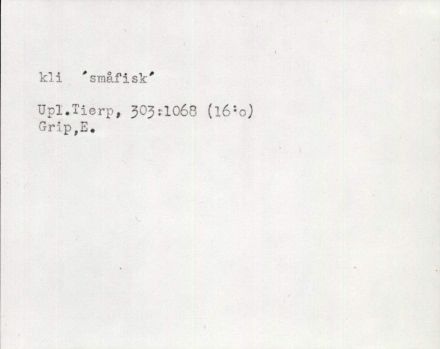 kli ´småfisk´
Upl.Tierp, 303:1068 (16:o)
Grip,E.